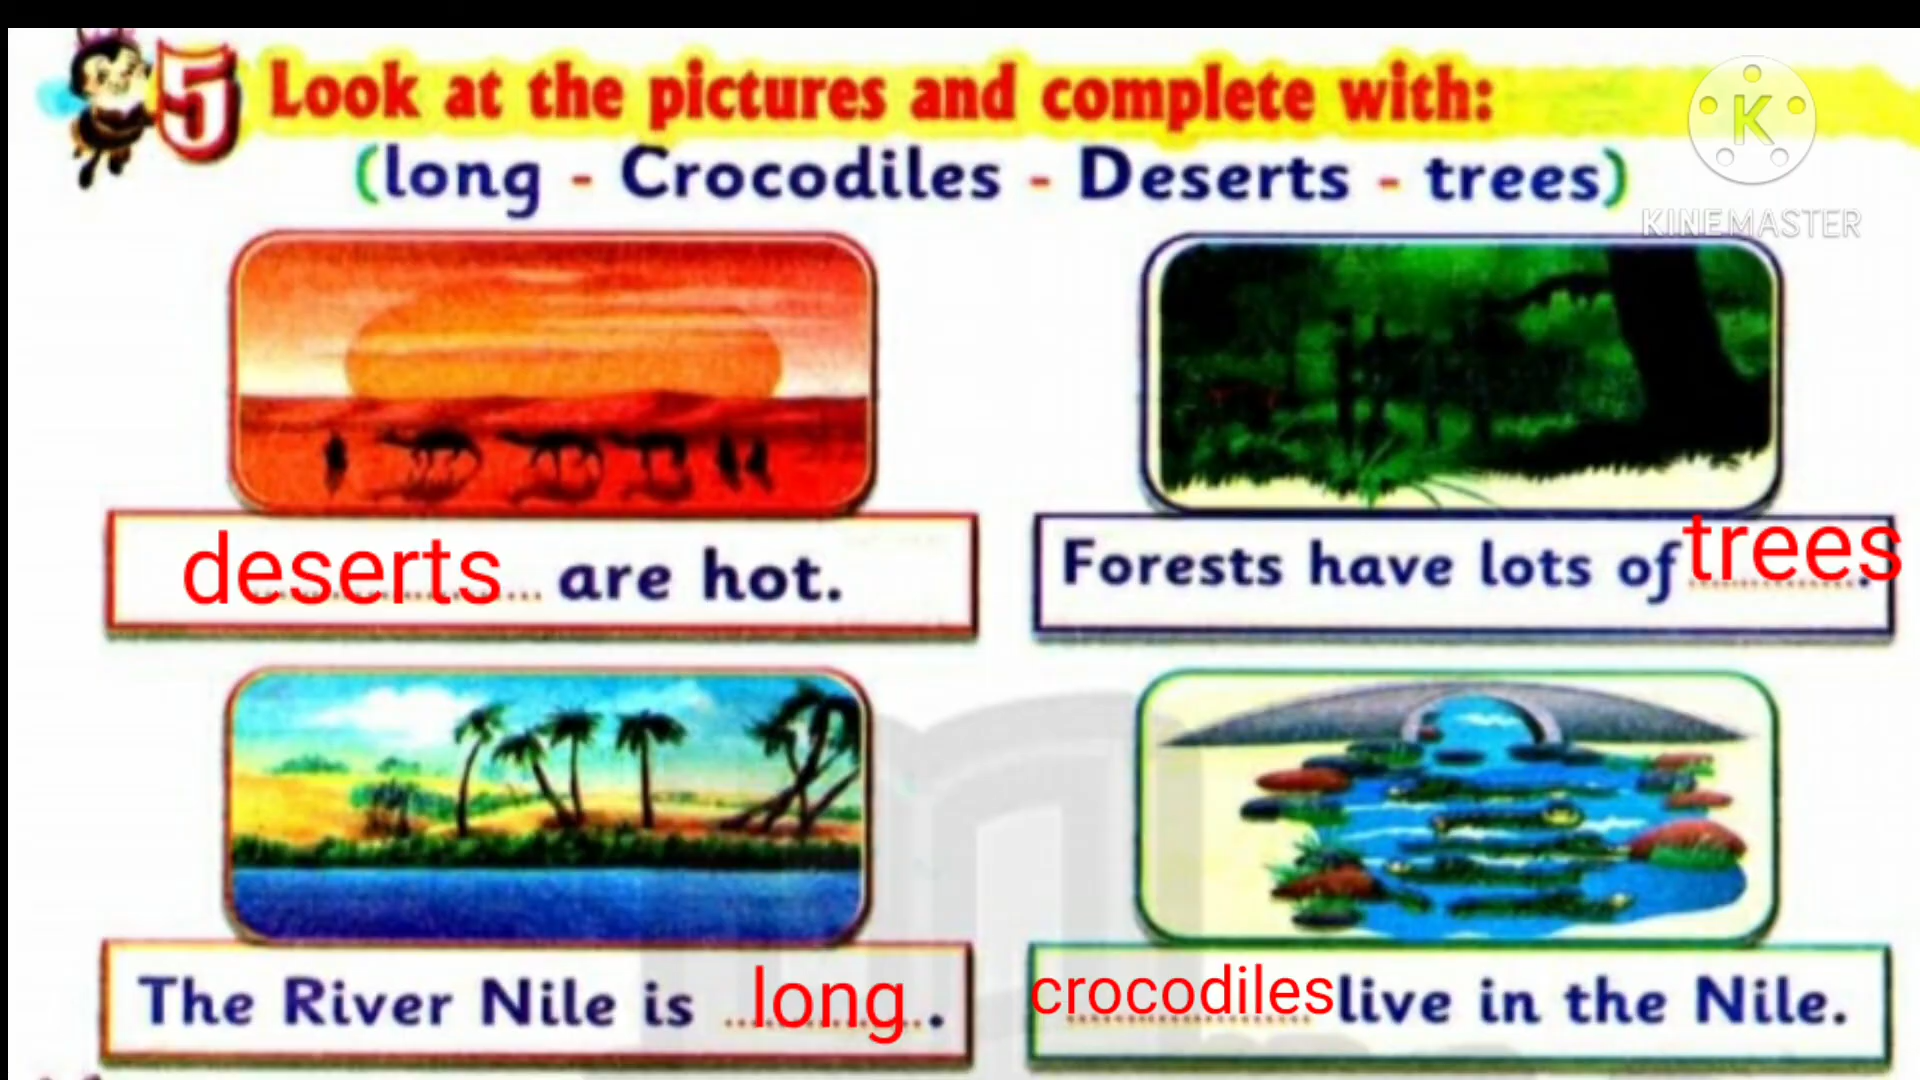 5 Look at the pictures and complete with:
K
(long - Crocodiles - Deserts - trees)
KINEMASTER
deserts are hot.
Forests have lots of trees.
The River Nile is long.
crocodiles live in the Nile.